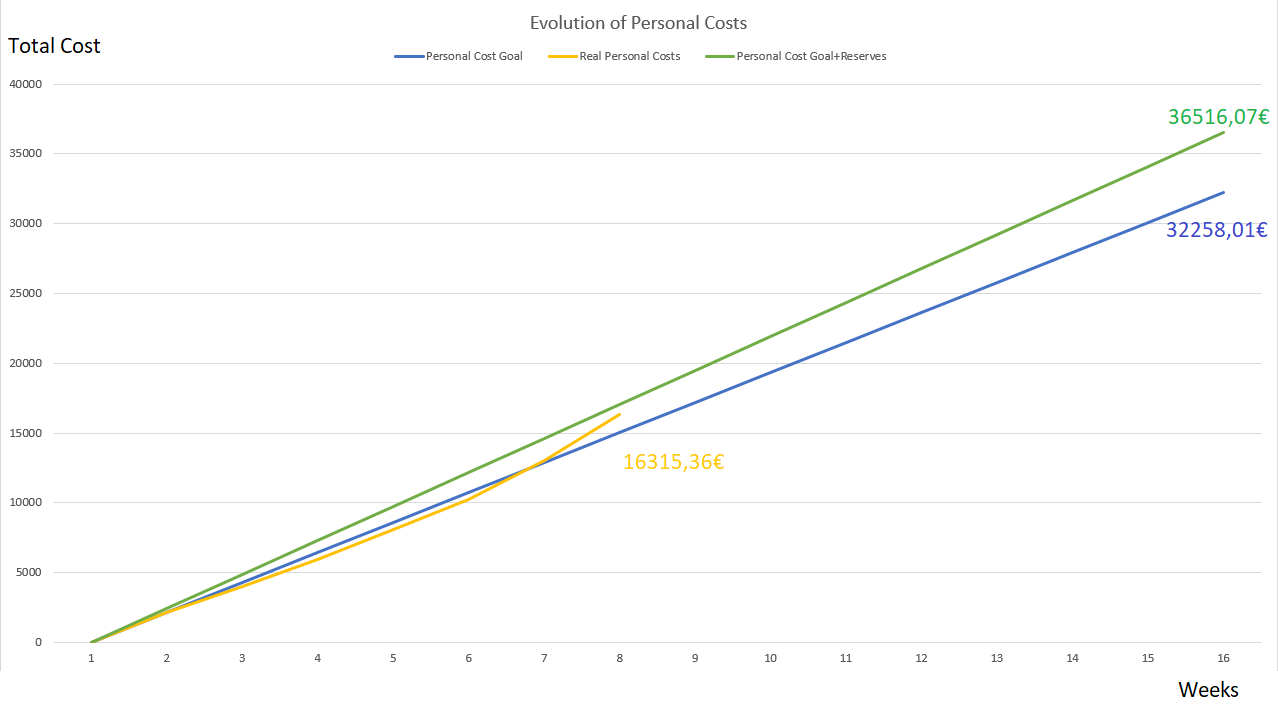 Evolution of Personal Costs
Total Cost
Personal Cost Goal Real Personal Costs Personal Cost Goal+Reserves
40000
36516,07€
35000
30000
32258,01€
25000
20000
15000
16315,36€
10000
5000
0
1 2 3 4 5 6 7 8 9 10 11 12 13 14 15 16
Weeks